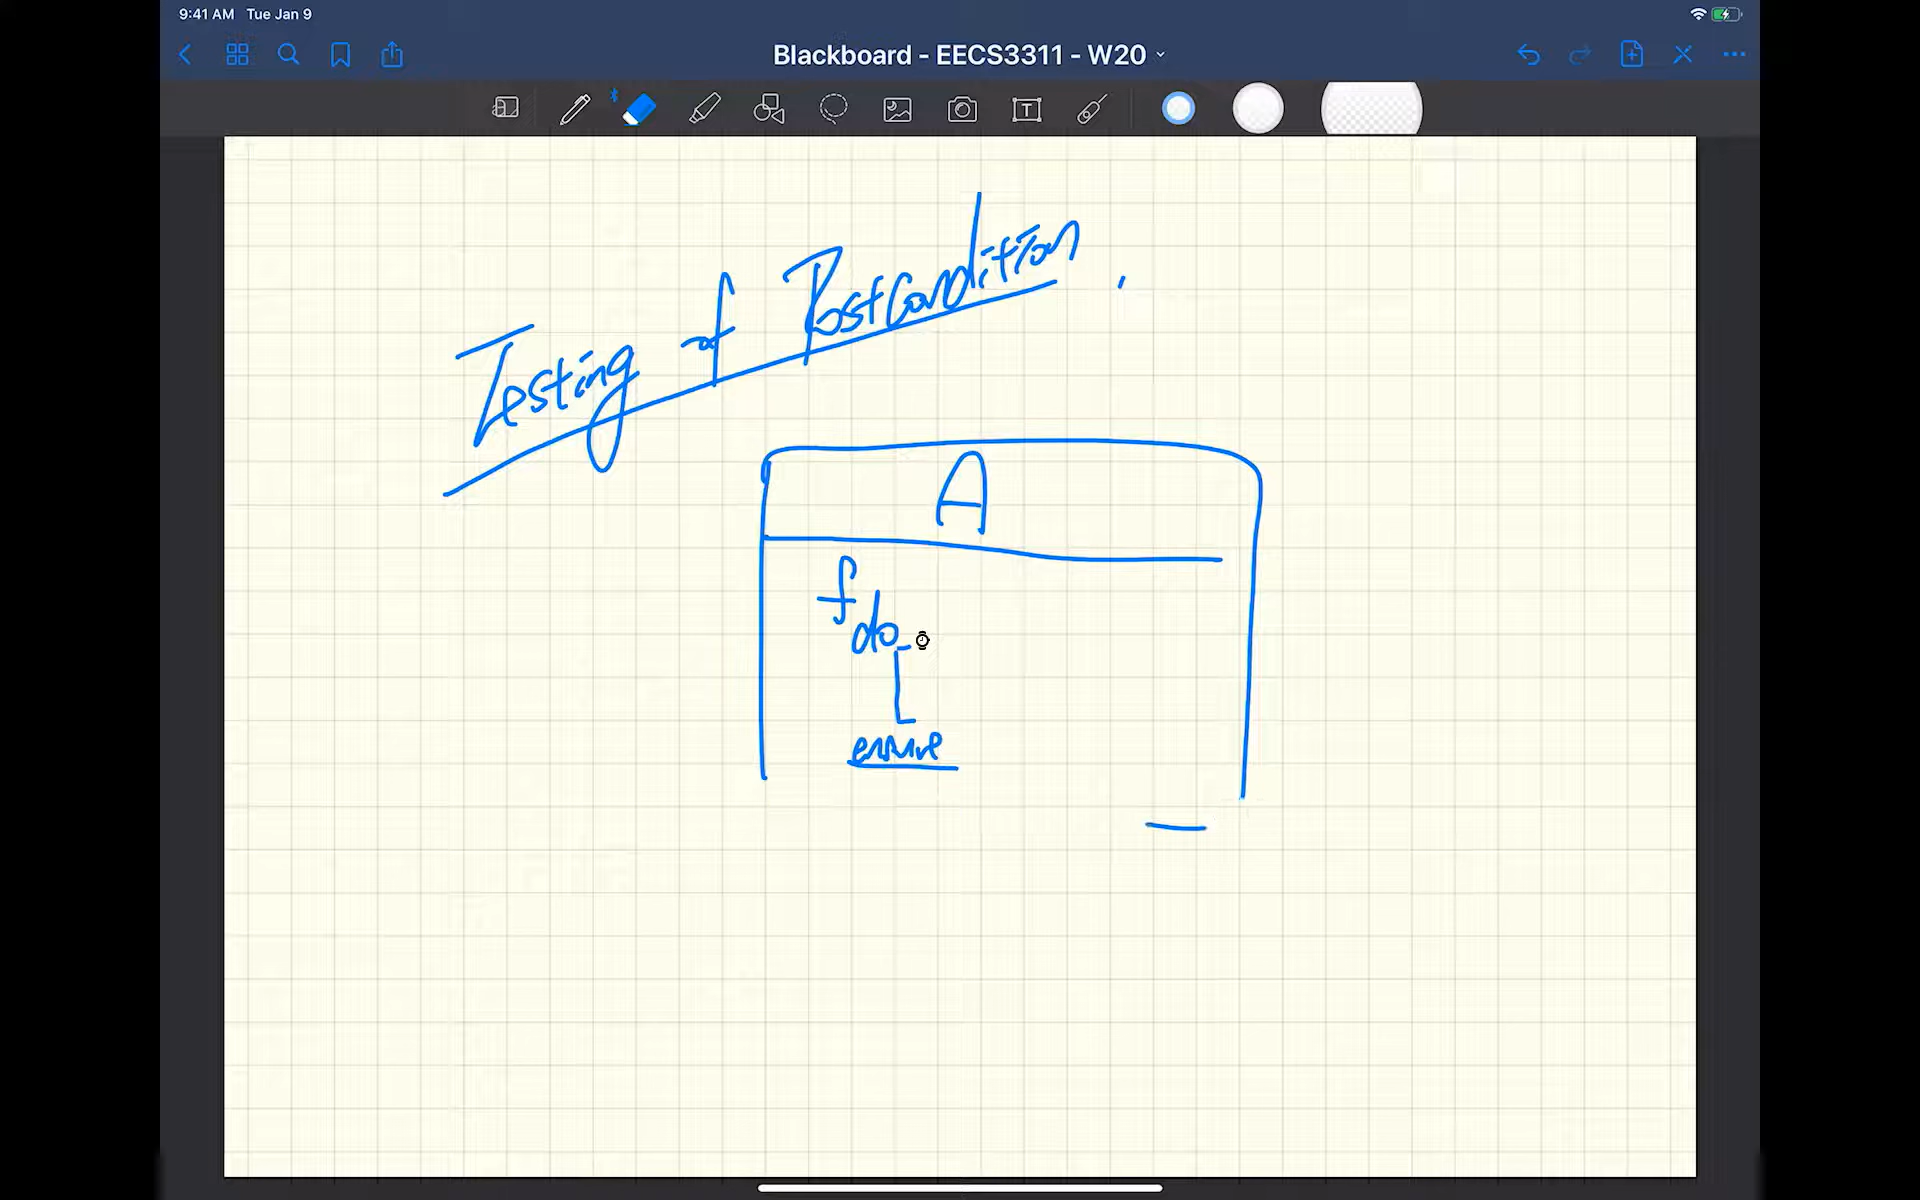 9:41 AM Tue Jan 9
Blackboard - EECS3311 - W20
Testing of Postcondition
A
f
do
ensure